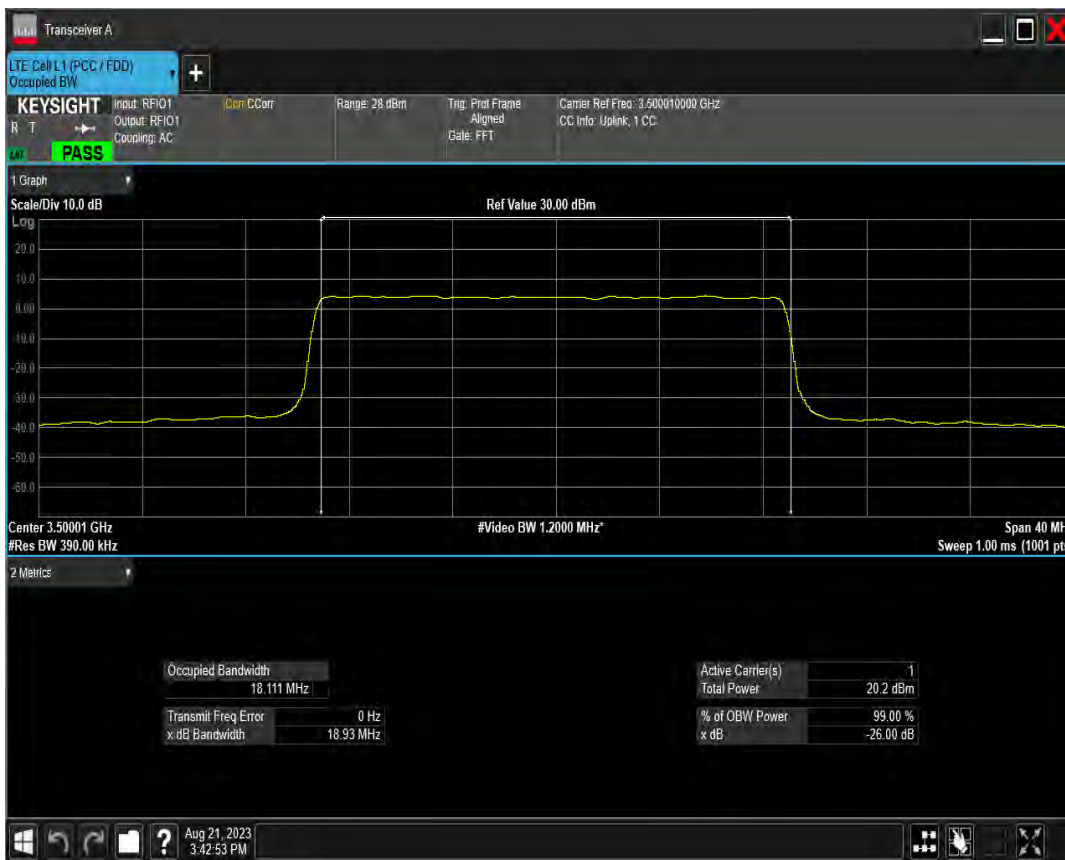 Transceiver A
LTE Cell L1 (PCC / FDD)
Occupied BW
+
KEYSIGHT
R T
PASS
Input: RFIO1
Output: RFIO1
Coupling: AC
Corr CCorr
Range: 28 dBm
Trig: Prot Frame
Aligned
Gate: FFT
Carrier Ref Freq: 3.500010000 GHz
CC Info: Uplink, 1 CC
1 Graph
Scale/Div 10.0 dB
Ref Value 30.00 dBm
Log
20.0
10.0
0.00
-10.0
-20.0
-30.0
-40.0
-50.0
-60.0
Center 3.50001 GHz
#Video BW 1.2000 MHz*
Span 40 MH
#Res BW 390.00 kHz
Sweep 1.00 ms (1001 pt
2 Metrics
Occupied Bandwidth
18.111 MHz
Transmit Freq Error 0 Hz
x dB Bandwidth 18.93 MHz
Active Carrier(s) 1
Total Power 20.2 dBm
% of OBW Power 99.00 %
x dB -26.00 dB
?
Aug 21, 2023
3:42:53 PM